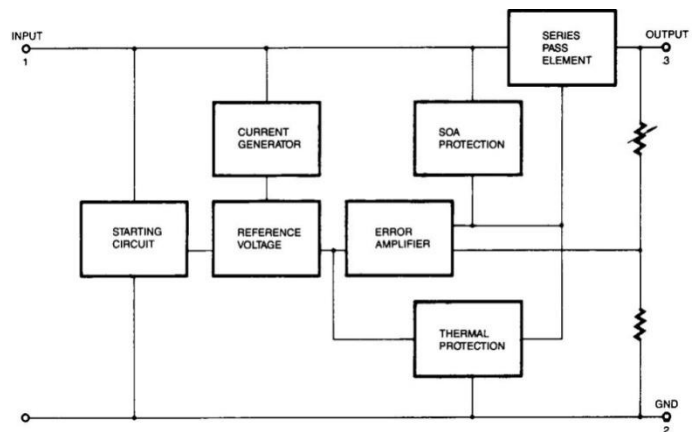 INPUT
1
SERIES
PASS
ELEMENT
OUTPUT
3
CURRENT
GENERATOR
SOA
PROTECTION
STARTING
CIRCUIT
REFERENCE
VOLTAGE
ERROR
AMPLIFIER
THERMAL
PROTECTION
GND
2